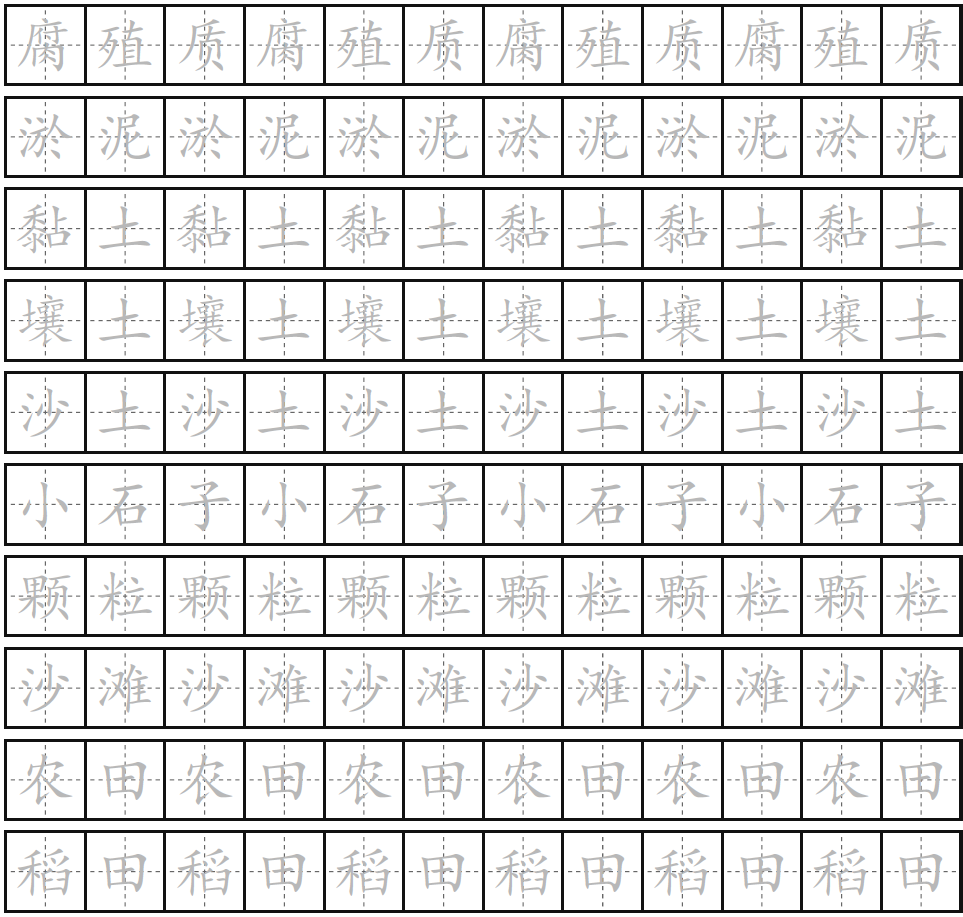 腐殖质腐殖质腐殖质腐殖质
淤泥淤泥淤泥淤泥淤泥淤泥
黏土黏土黏土黏土黏土黏土
壤土壤土壤土壤土壤土壤土
沙土沙土沙土沙土沙土沙土
小石子小石子小石子小石子
颗粒颗粒颗粒颗粒颗粒颗粒
沙滩沙滩沙滩沙滩沙滩沙滩
农田农田农田农田农田农田
稻田稻田稻田稻田稻田稻田